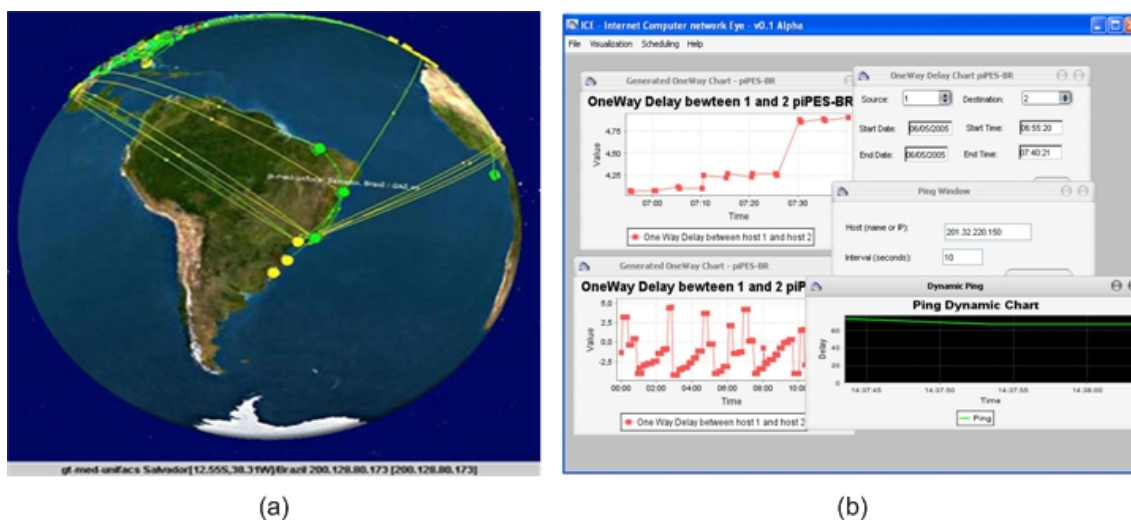 gt-med-unifacs Salvador[12.55S,38.31W]/Brazil 200.128.80.173 [200.128.80.173]
(a)
ICE - Internet Computer network Eye - v0.1 Alpha
File Visualization Scheduling Help
Generated OneWay Chart - piPES-BR
OneWay Delay bewteen 1 and 2 piPES-BR
Value
4,75
4,50
4,25
07:00 07:10 07:20 07:30
Time
One Way Delay between host 1 and host 2
OneWay Delay Chart piPES-BR
Source: 1 Destination: 2
Start Date: 06/05/2005 Start Time: 06:55:20
End Date: 06/05/2005 End Time: 07:40:21
Ping Window
Host (name or IP): 201.32.220.150
Interval (seconds): 10
Generated OneWay Chart - piPES-BR
OneWay Delay bewteen 1 and 2 piP
Value
5,0
2,5
0,0
-2,5
00:00 02:00 04:00 06:00 08:00 10:0
Time
One Way Delay between host 1 and host 2
Dynamic Ping
Ping Dynamic Chart
Delay
60
40
20
0
14:37:45 14:37:50 14:37:55 14:38:00
Time
Ping
(b)